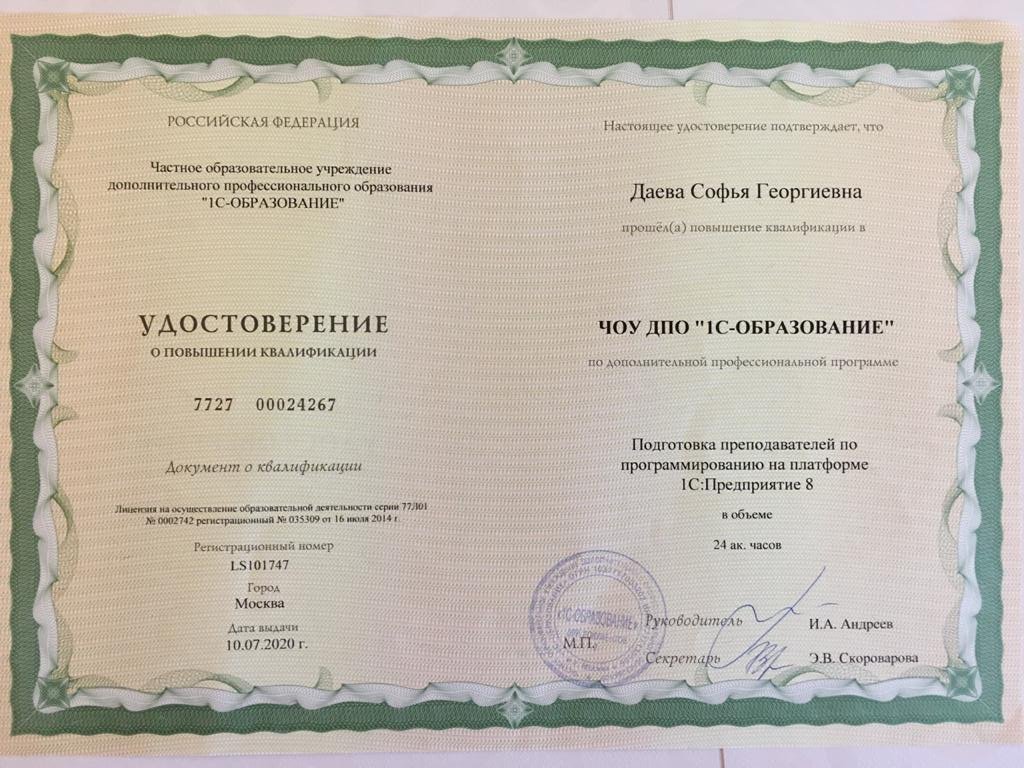 РОССИЙСКАЯ ФЕДЕРАЦИЯ
Частное образовательное учреждение
дополнительного профессионального образования
"1С-ОБРАЗОВАНИЕ"
УДОСТОВЕРЕНИЕ
О ПОВЫШЕНИИ КВАЛИФИКАЦИИ
7727 00024267
Документ о квалификации
Лицензия на осуществление образовательной деятельности серии 77Л01
№ 0002742 регистрационный № 035309 от 16 июля 2014 г.
Регистрационный номер
LS101747
Город
Москва
Дата выдачи
10.07.2020 г.
Настоящее удостоверение подтверждает, что
Даева Софья Георгиевна
прошёл(а) повышение квалификации в
ЧОУ ДПО "1С-ОБРАЗОВАНИЕ"
по дополнительной профессиональной программе
Подготовка преподавателей по
программированию на платформе
1С:Предприятие 8
в объеме
24 ак. часов
«1С-ОБРАЗОВАНИЕ»
М.П.
Руководитель
И.А. Андреев
Секретарь
Э.В. Скороварова